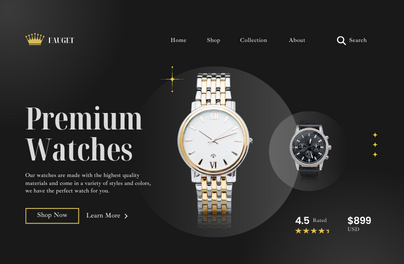 FAUGET
Home Shop Collection About Search
Premium
Watches
Our watches are made with the highest quality
materials and come in a variety of styles and colors,
we have the perfect watch for you.
Shop Now Learn More
4.5 Rated
$899
USD